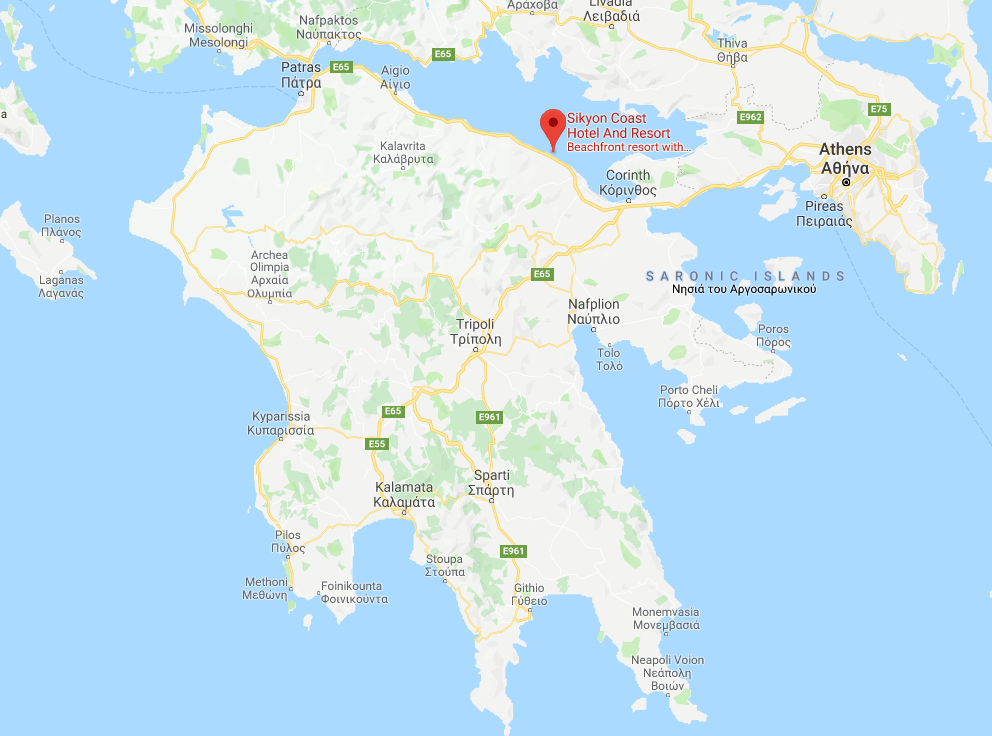 Αράχωβα
Livadia
Λειβαδιά
Nafpaktos
Ναύπακτος
Missolonghi
Mesolongi
E65
Thiva
Θήβα
Patras
Πάτρα
E65
Aigio
Αίγιο
E75
a
Sikyon Coast
Hotel And Resort
Beachfront resort with...
E962
Athens
Αθήνα
Kalavrita
Καλάβρυτα
Corinth
Κόρινθος
Pireas
Πειραιάς
Planos
Πλάνος
Laganas
Λαγανάς
Archea
Olimpia
Αρχαία
Ολυμπία
E65
SARONIC ISLANDS
Νησιά του Αργοσαρωνικού
Nafplion
Ναύπλιο
Tripoli
Τρίπολη
Poros
Πόρος
Tolo
Τολό
Porto Cheli
Πόρτο Χέλι
Kyparissia
Κυπαρισσία
E65
E961
E55
Sparti
Σπάρτη
Kalamata
Καλαμάτα
Pilos
Πύλος
E961
Stoupa
Στούπα
Methoni
Μεθώνη
Foinikounta
Φοινικούντα
Githio
Γύθειο
Monemvasia
Μονεμβασιά
Neapoli Voion
Νεάπολη
Βοιών